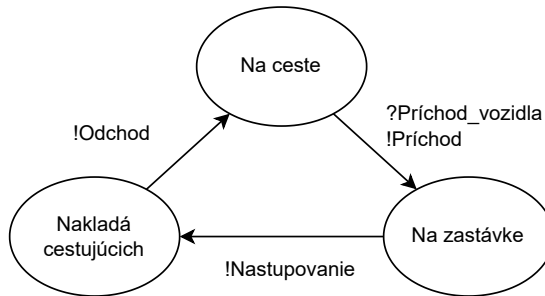 Na ceste
?Príchod_vozidla
!Príchod
!Odchod
Nakladá
cestujúcich
Na zastávke
!Nastupovanie